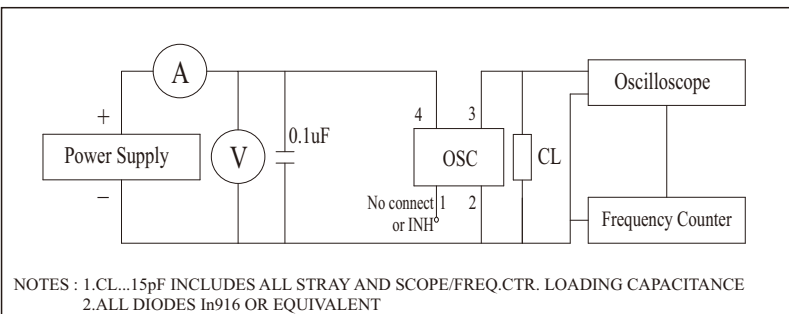 A
Oscilloscope
4
3
+
0.1uF
Power Supply
V
OSC
CL
−
No connect
or INH
1
2
Frequency Counter
NOTES : 1.CL...15pF INCLUDES ALL STRAY AND SCOPE/FREQ.CTR. LOADING CAPACITANCE
2.ALL DIODES In916 OR EQUIVALENT